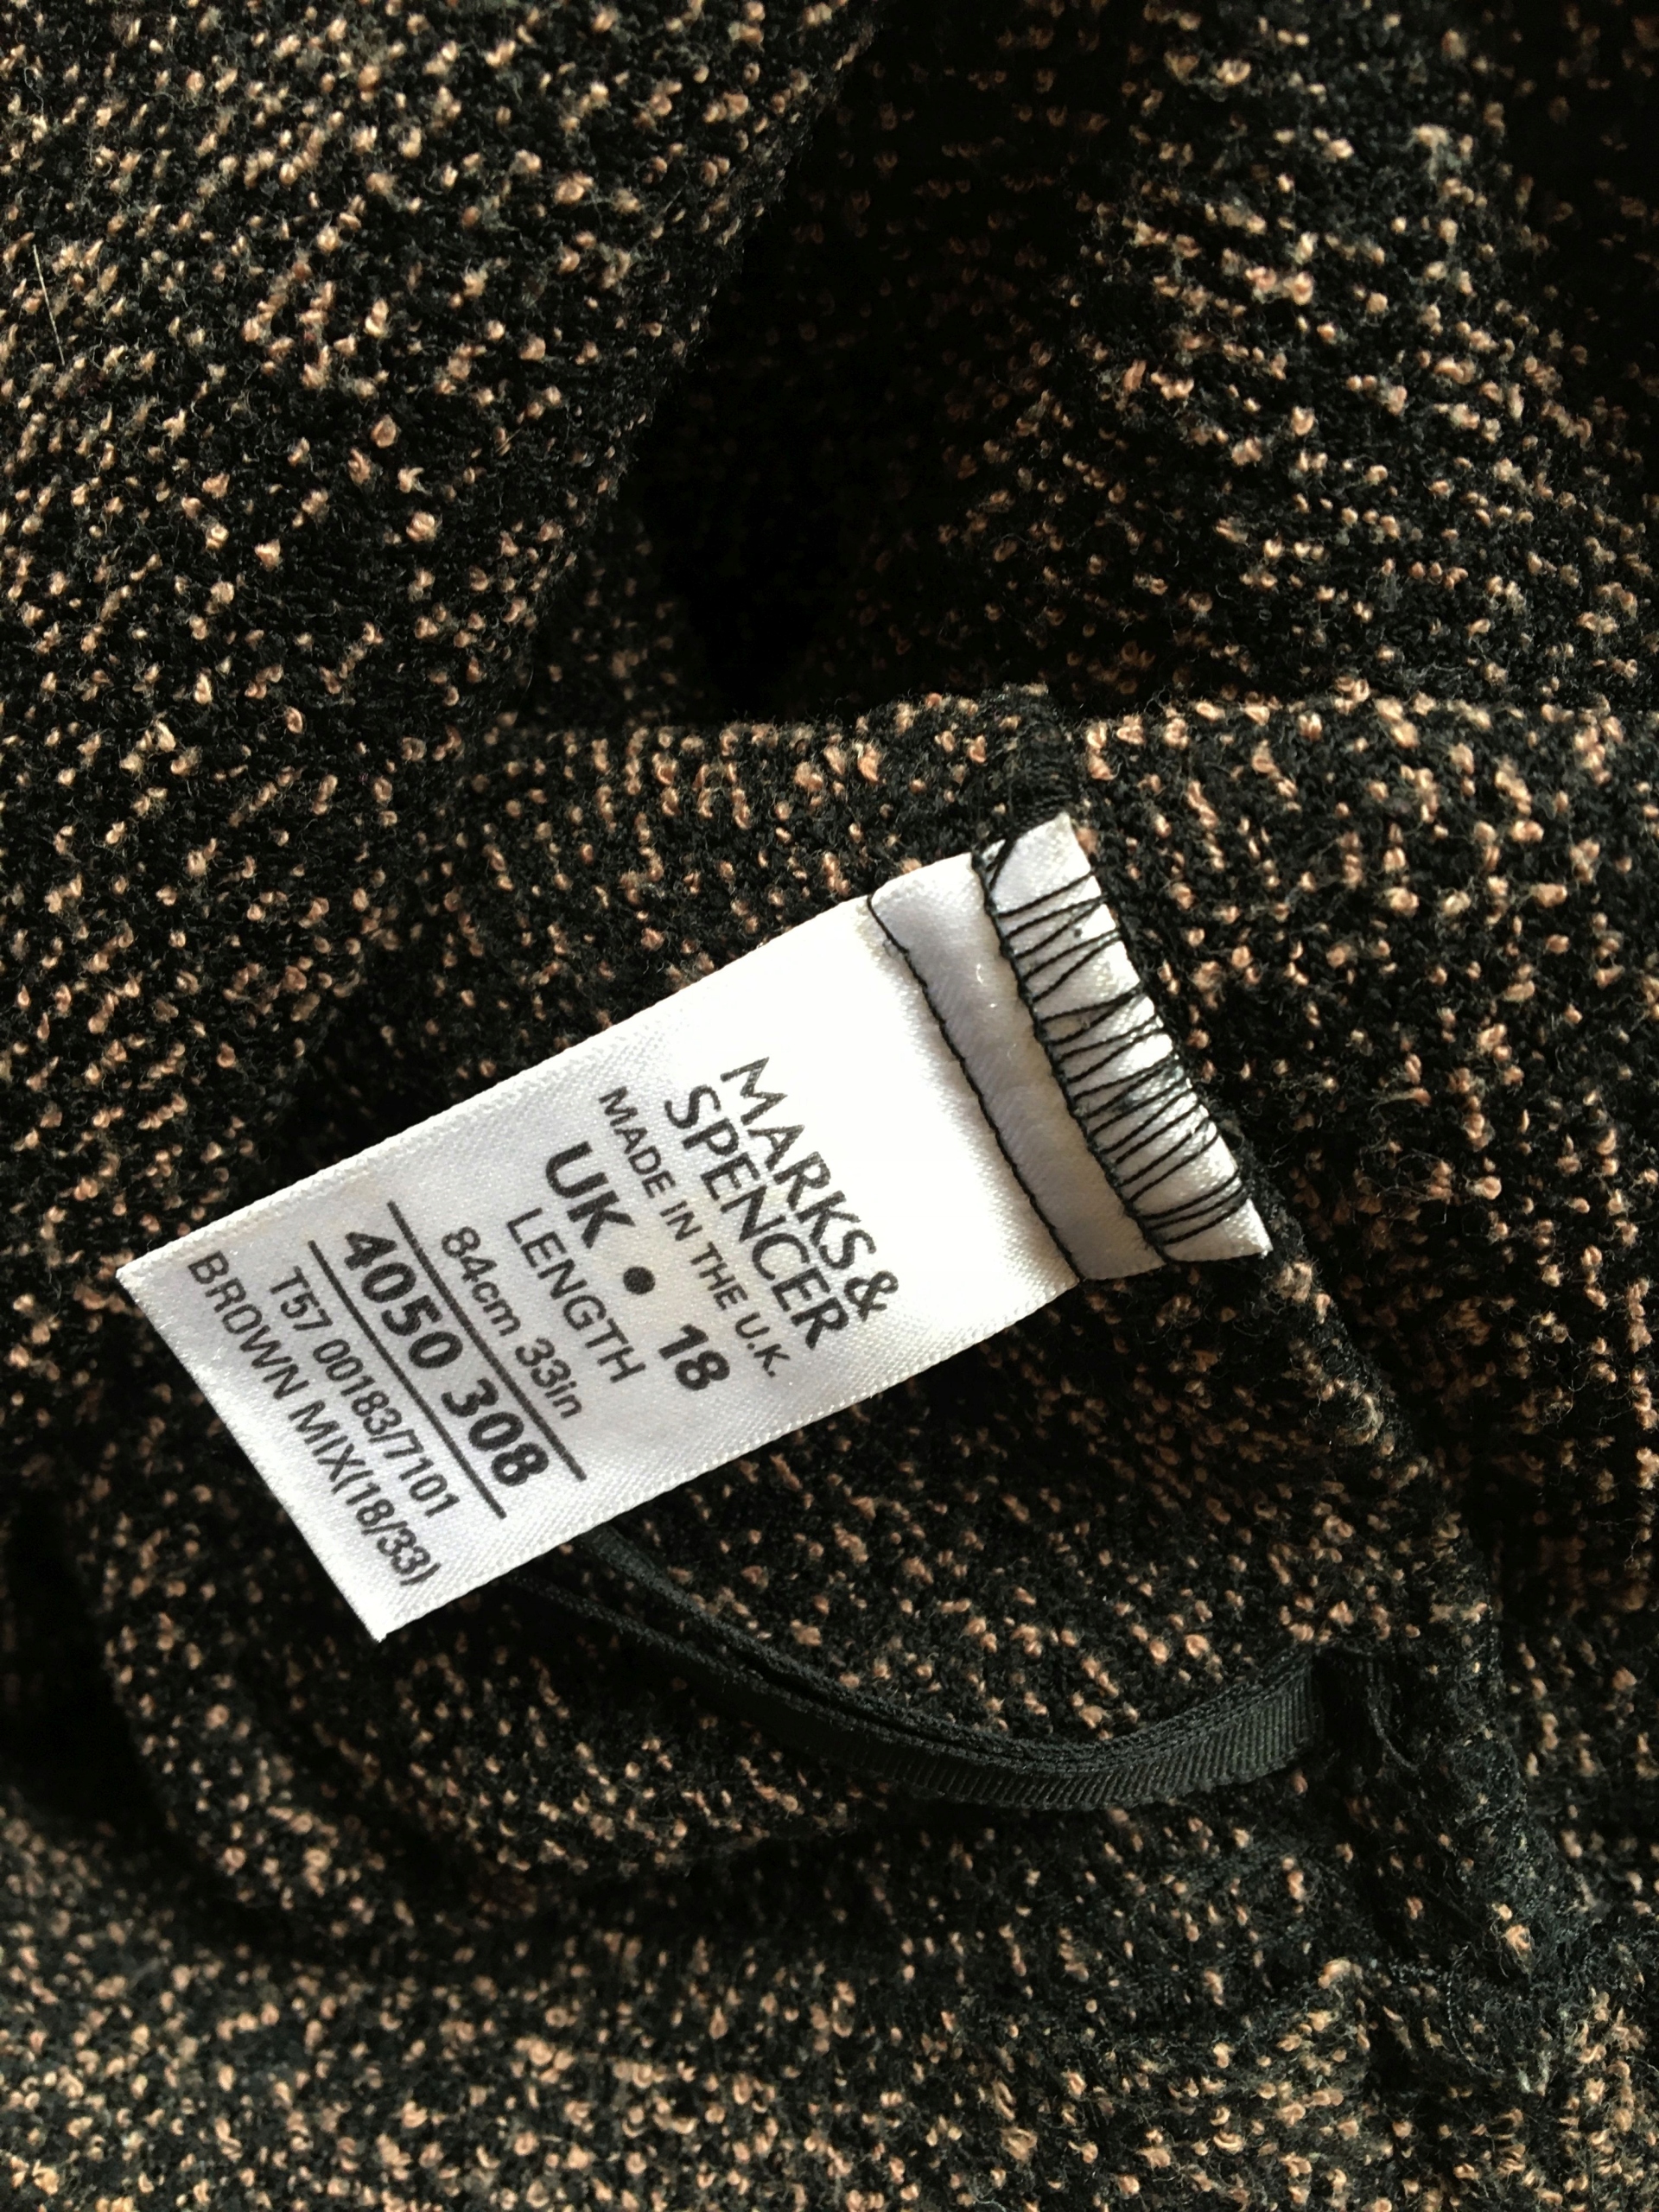 MARKS &
SPENCER
MADE IN THE U.K.
UK • 18
LENGTH
84cm 33in
4050 308
T57 00183/7101
BROWN MIX(18/33)